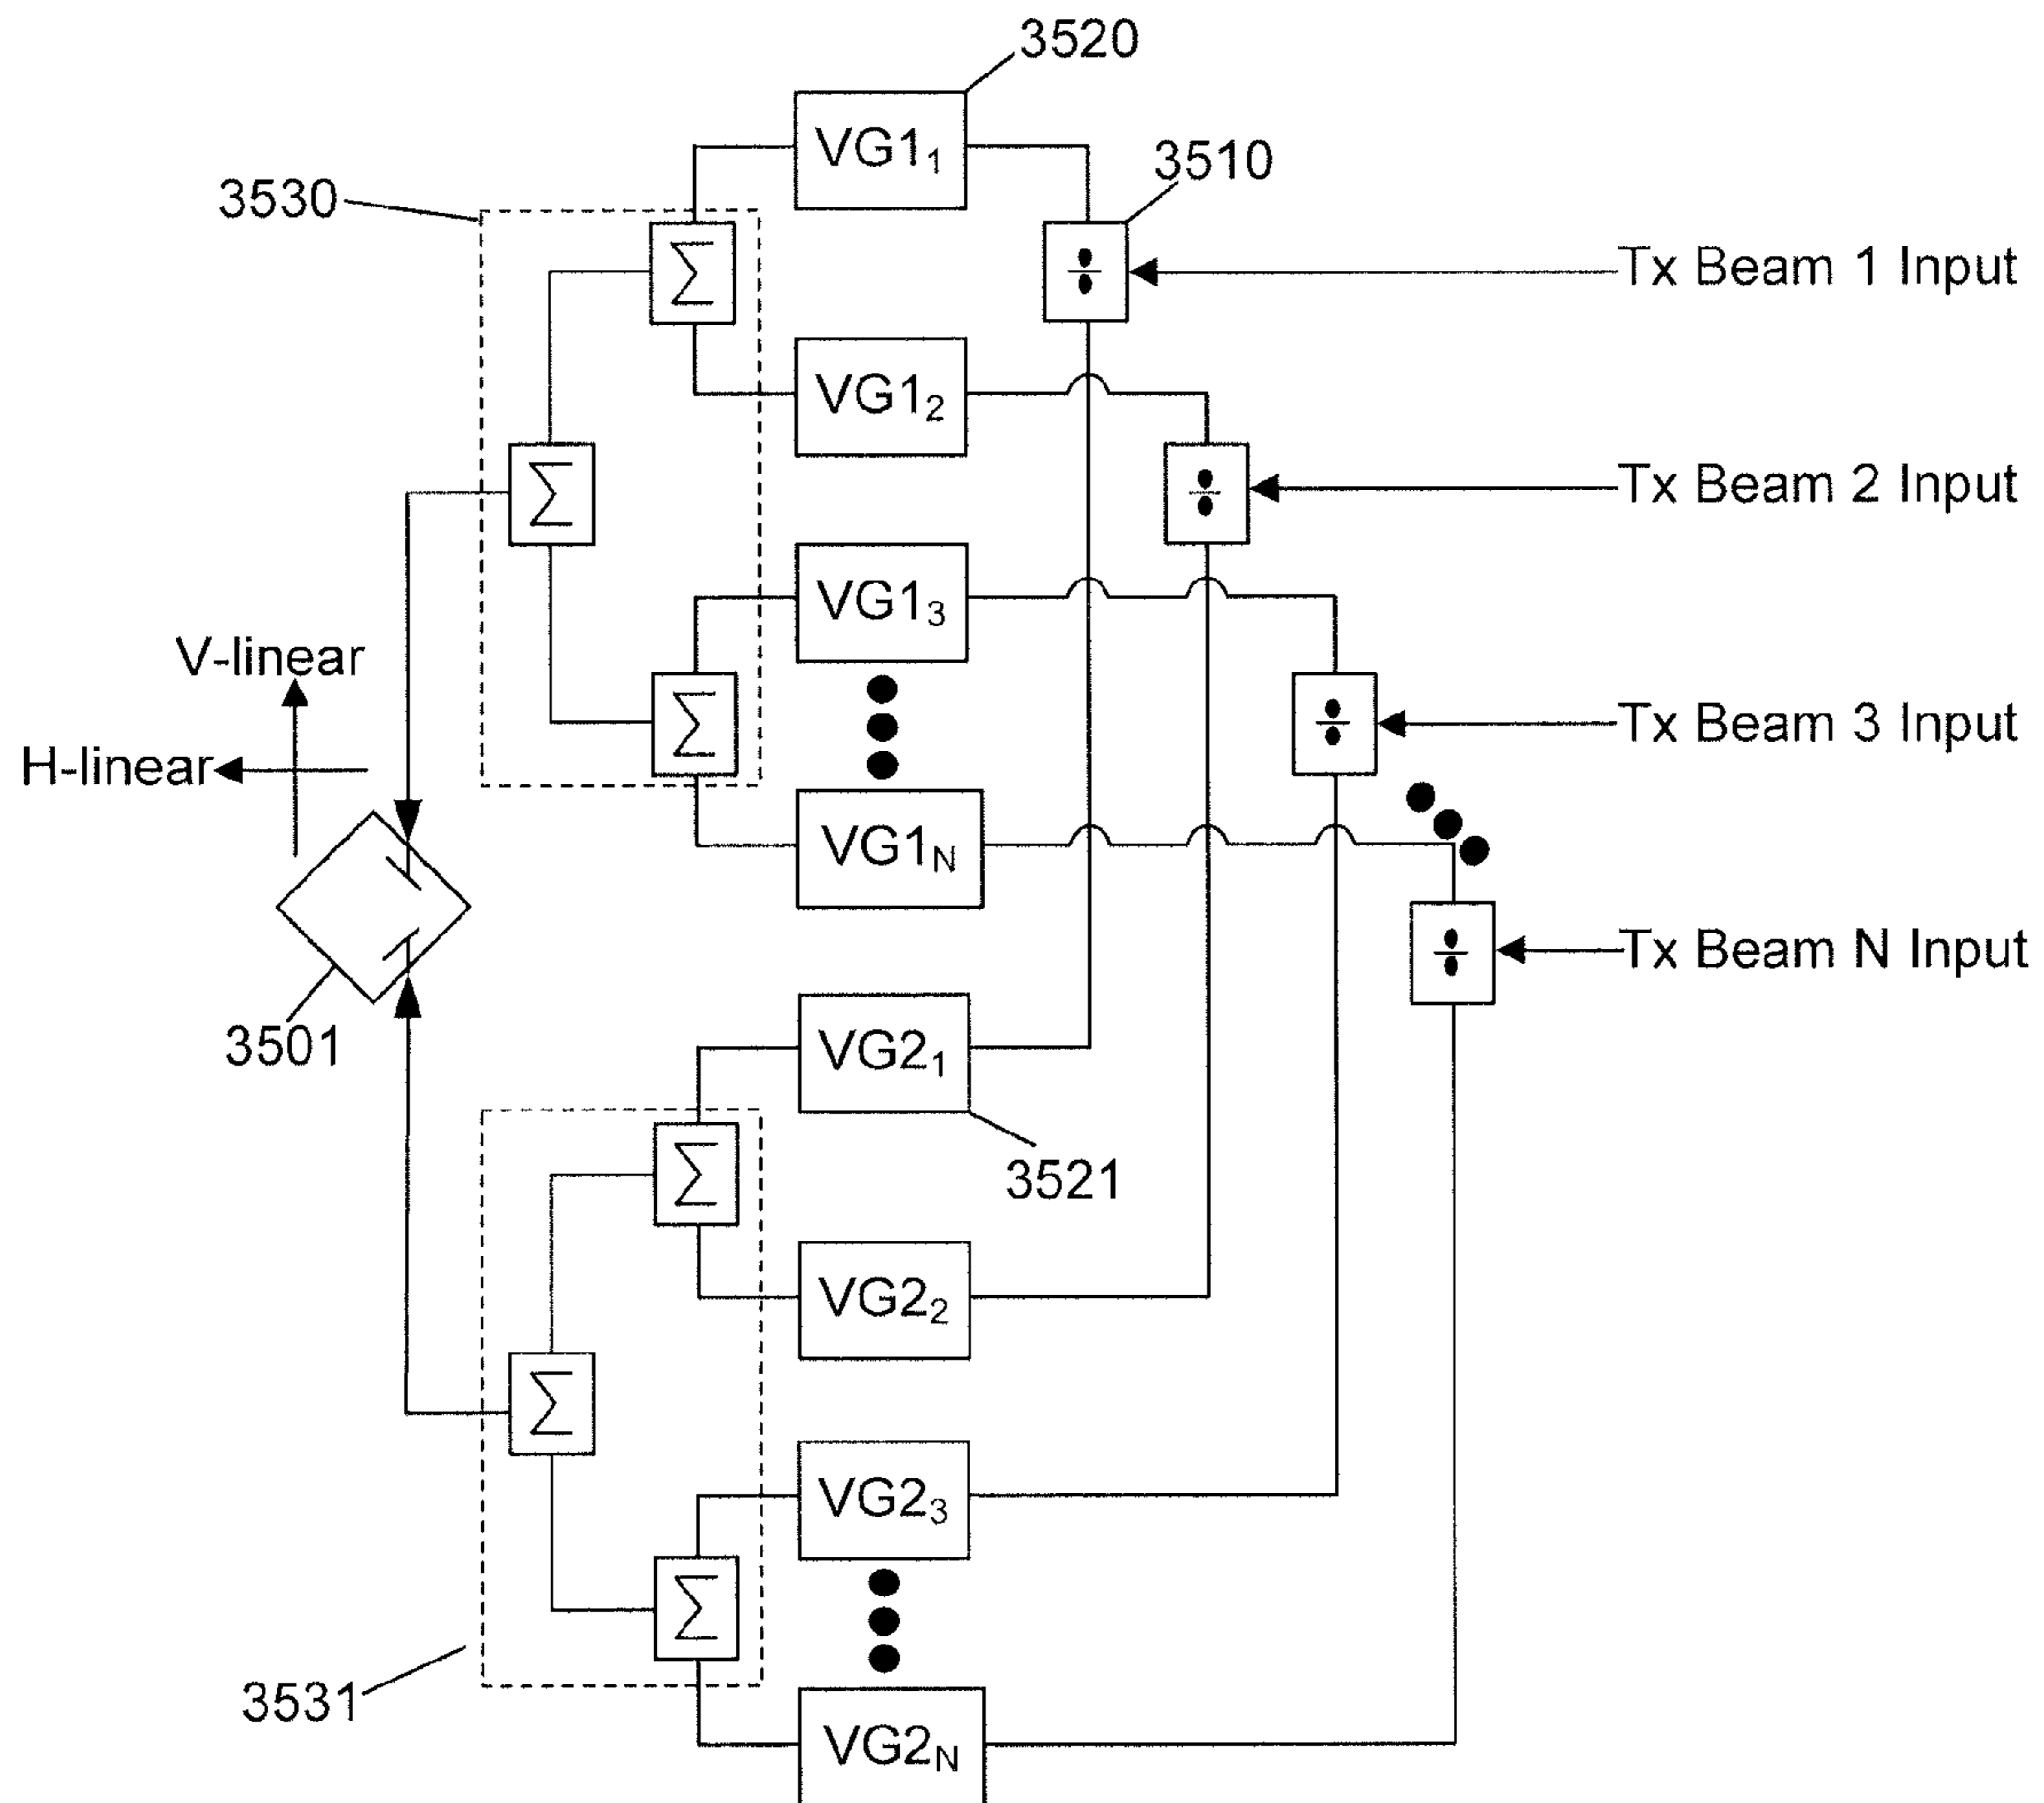 3520
VG1₁
3510
3530
∑
÷
Tx Beam 1 Input
VG1₂
∑
÷
Tx Beam 2 Input
VG1₃
V-linear
∑
÷
Tx Beam 3 Input
H-linear
VG1N
÷
Tx Beam N Input
3501
VG2₁
3521
∑
VG2₂
∑
VG2₃
∑
3531
VG2N